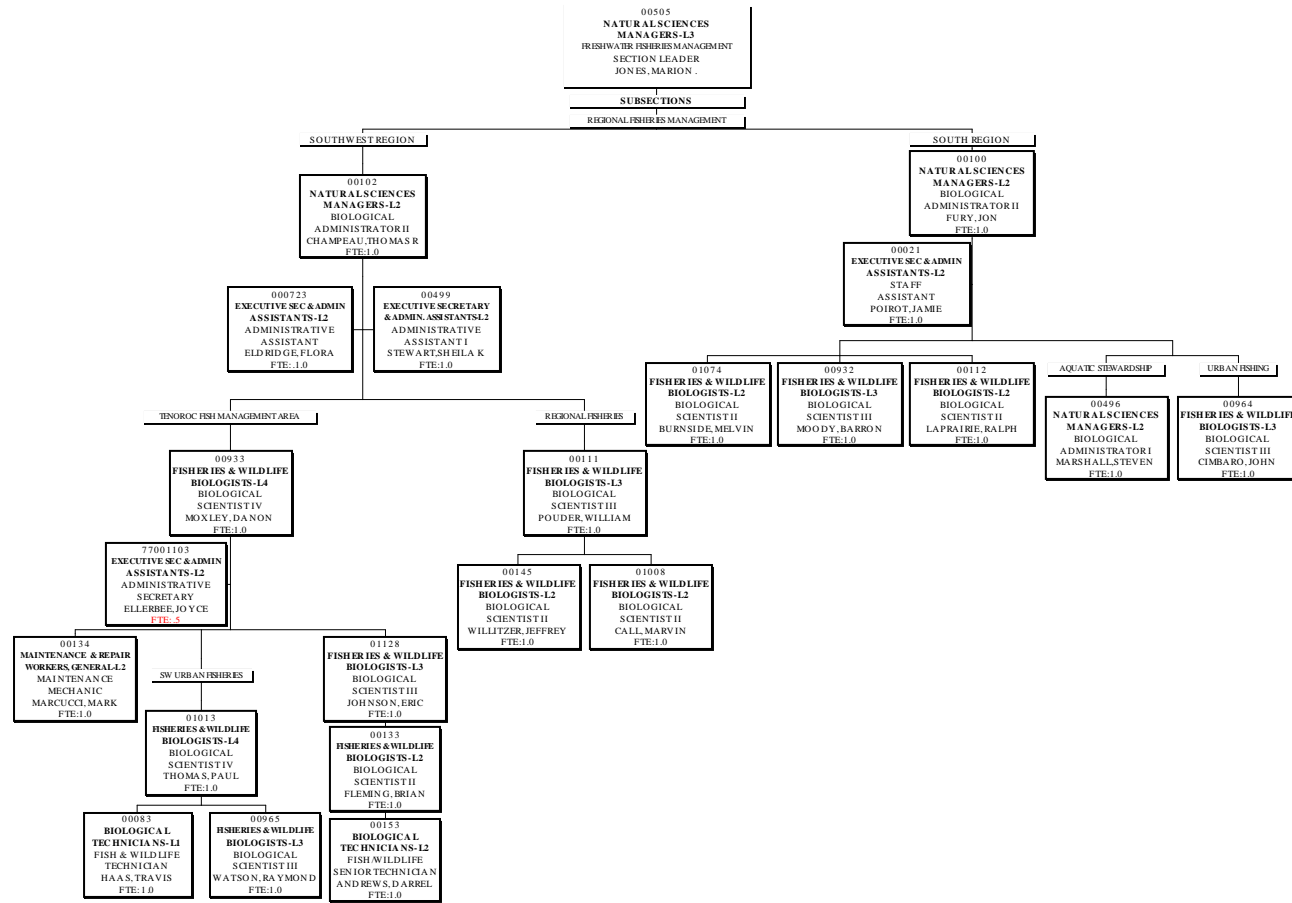 00505
NATURAL SCIENCES
MANAGERS-L3
FRESHWATER FISHERIES MANAGEMENT
SECTION LEADER
JONES, MARION .
SUBSECTIONS
REGIONAL FISHERIES MANAGEMENT
SOUTHWEST REGION
00102
NATURAL SCIENCES
MANAGERS-L2
BIOLOGICAL
ADMINISTRATOR II
CHAMPEAU, THOMAS R
FTE:1.0
000723
EXECUTIVE SEC & ADMIN
ASSISTANTS-L2
ADMINISTRATIVE
ASSISTANT
ELDRIDGE, FLORA
FTE:.1.0
00499
EXECUTIVE SECRETARY
& ADMIN. ASSISTANTS-L2
ADMINISTRATIVE
ASSISTANT I
STEWART, SHEILA K
FTE:1.0
SOUTH REGION
00100
NATURAL SCIENCES
MANAGERS-L2
BIOLOGICAL
ADMINISTRATOR II
FURY, JON
FTE:1.0
00021
EXECUTIVE SEC & ADMIN
ASSISTANTS-L2
STAFF
ASSISTANT
POIROT, JAMIE
FTE:1.0
01074
FISHERIES & WILDLIFE
BIOLOGISTS-L2
BIOLOGICAL
SCIENTIST II
BURNSIDE, MELVIN
FTE:1.0
00932
FISHERIES & WILDLIFE
BIOLOGISTS-L3
BIOLOGICAL
SCIENTIST III
MOODY, BARRON
FTE:1.0
00112
FISHERIES & WILDLIFE
BIOLOGISTS-L2
BIOLOGICAL
SCIENTIST II
LAPRAIRIE, RALPH
FTE:1.0
AQUATIC STEWARDSHIP
00496
NATURAL SCIENCES
MANAGERS-L2
BIOLOGICAL
ADMINISTRATOR I
MARSHALL, STEVEN
FTE:1.0
URBAN FISHING
00964
FISHERIES & WILDLIFE
BIOLOGISTS-L3
BIOLOGICAL
SCIENTIST III
CIMBARO, JOHN
FTE:1.0
TENOROC FISH MANAGEMENT AREA
00933
FISHERIES & WILDLIFE
BIOLOGISTS-L4
BIOLOGICAL
SCIENTIST IV
MOXLEY, DANON
FTE:1.0
REGIONAL FISHERIES
00111
FISHERIES & WILDLIFE
BIOLOGISTS-L3
BIOLOGICAL
SCIENTIST III
POUDER, WILLIAM
FTE:1.0
77001103
EXECUTIVE SEC & ADMIN
ASSISTANTS-L2
ADMINISTRATIVE
SECRETARY
ELLERBEE, JOYCE
FTE:.5
00145
FISHERIES & WILDLIFE
BIOLOGISTS-L2
BIOLOGICAL
SCIENTIST II
WILLITZER, JEFFREY
FTE:1.0
01008
FISHERIES & WILDLIFE
BIOLOGISTS-L2
BIOLOGICAL
SCIENTIST II
CALL, MARVIN
FTE:1.0
00134
MAINTENANCE & REPAIR
WORKERS, GENERAL-L2
MAINTENANCE
MECHANIC
MARCUCCI, MARK
FTE:1.0
SW URBAN FISHERIES
01013
FISHERIES & WILDLIFE
BIOLOGISTS-L4
BIOLOGICAL
SCIENTIST IV
THOMAS, PAUL
FTE:1.0
01128
FISHERIES & WILDLIFE
BIOLOGISTS-L3
BIOLOGICAL
SCIENTIST III
JOHNSON, ERIC
FTE:1.0
00133
FISHERIES & WILDLIFE
BIOLOGISTS-L2
BIOLOGICAL
SCIENTIST II
FLEMING, BRIAN
FTE:1.0
00083
BIOLOGICAL
TECHNICIANS-L1
FISH & WILDLIFE
TECHNICIAN
HAAS, TRAVIS
FTE:1.0
00965
FISHERIES & WILDLIFE
BIOLOGISTS-L3
BIOLOGICAL
SCIENTIST III
WATSON, RAYMOND
FTE:1.0
00153
BIOLOGICAL
TECHNICIANS-L2
FISH/WILDLIFE
SENIOR TECHNICIAN
ANDREWS, DARREL
FTE:1.0